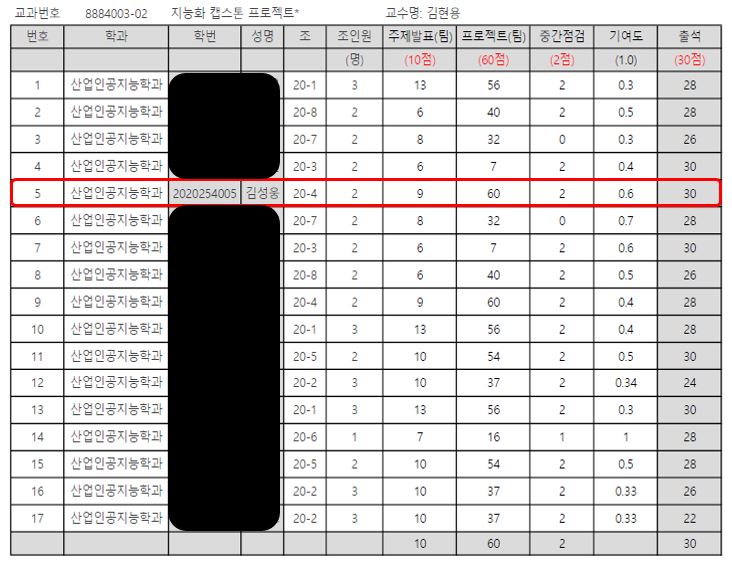 교과번호 8884003-02 지능화 캡스톤 프로젝트* 교수명: 김현용
번호 학과 학번 성명 조 조인원 주제발표(팀) 프로젝트(팀) 중간점검 기여도 출석
(명) (10점) (60점) (2점) (1.0) (30점)
1 산업인공지능학과 20-1 3 13 56 2 0.3 28
2 산업인공지능학과 20-8 2 6 40 2 0.5 28
3 산업인공지능학과 20-7 2 8 32 0 0.3 26
4 산업인공지능학과 20-3 2 6 7 2 0.4 30
5 산업인공지능학과 2020254005 김성웅 20-4 2 9 60 2 0.6 30
6 산업인공지능학과 20-7 2 8 32 0 0.7 28
7 산업인공지능학과 20-3 2 6 7 2 0.6 30
8 산업인공지능학과 20-8 2 6 40 2 0.5 26
9 산업인공지능학과 20-4 2 9 60 2 0.4 28
10 산업인공지능학과 20-1 3 13 56 2 0.4 28
11 산업인공지능학과 20-5 2 10 54 2 0.5 30
12 산업인공지능학과 20-2 3 10 37 2 0.34 24
13 산업인공지능학과 20-1 3 13 56 2 0.3 30
14 산업인공지능학과 20-6 1 7 16 1 1 28
15 산업인공지능학과 20-5 2 10 54 2 0.5 28
16 산업인공지능학과 20-2 3 10 37 2 0.33 26
17 산업인공지능학과 20-2 3 10 37 2 0.33 22
10 60 2 30